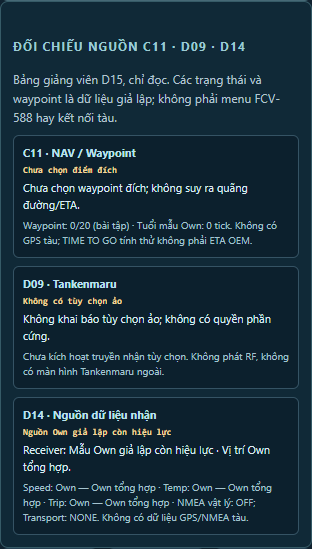 ĐỐI CHIẾU NGUỒN C11 · D09 · D14
Bảng giảng viên D15, chỉ đọc. Các trạng thái và
waypoint là dữ liệu giả lập; không phải menu FCV-
588 hay kết nối tàu.
C11 · NAV / Waypoint
Chưa chọn điểm đích
Chưa chọn waypoint đích; không suy ra quãng
đường/ETA.
Waypoint: 0/20 (bài tập) · Tuổi mẫu Own: 0 tick. Không có
GPS tàu; TIME TO GO tính thử không phải ETA OEM.
D09 · Tankenmaru
Không có tùy chọn ảo
Không khai báo tùy chọn ảo; không có quyền phần
cứng.
Chưa kích hoạt truyền nhận tùy chọn. Không phát RF, không
có màn hình Tankenmaru ngoài.
D14 · Nguồn dữ liệu nhận
Nguồn Own giả lập còn hiệu lực
Receiver: Mẫu Own giả lập còn hiệu lực · Vị trí Own
tổng hợp.
Speed: Own — Own tổng hợp · Temp: Own — Own tổng
hợp · Trip: Own — Own tổng hợp · NMEA vật lý: OFF;
Transport: NONE. Không có dữ liệu GPS/NMEA tàu.